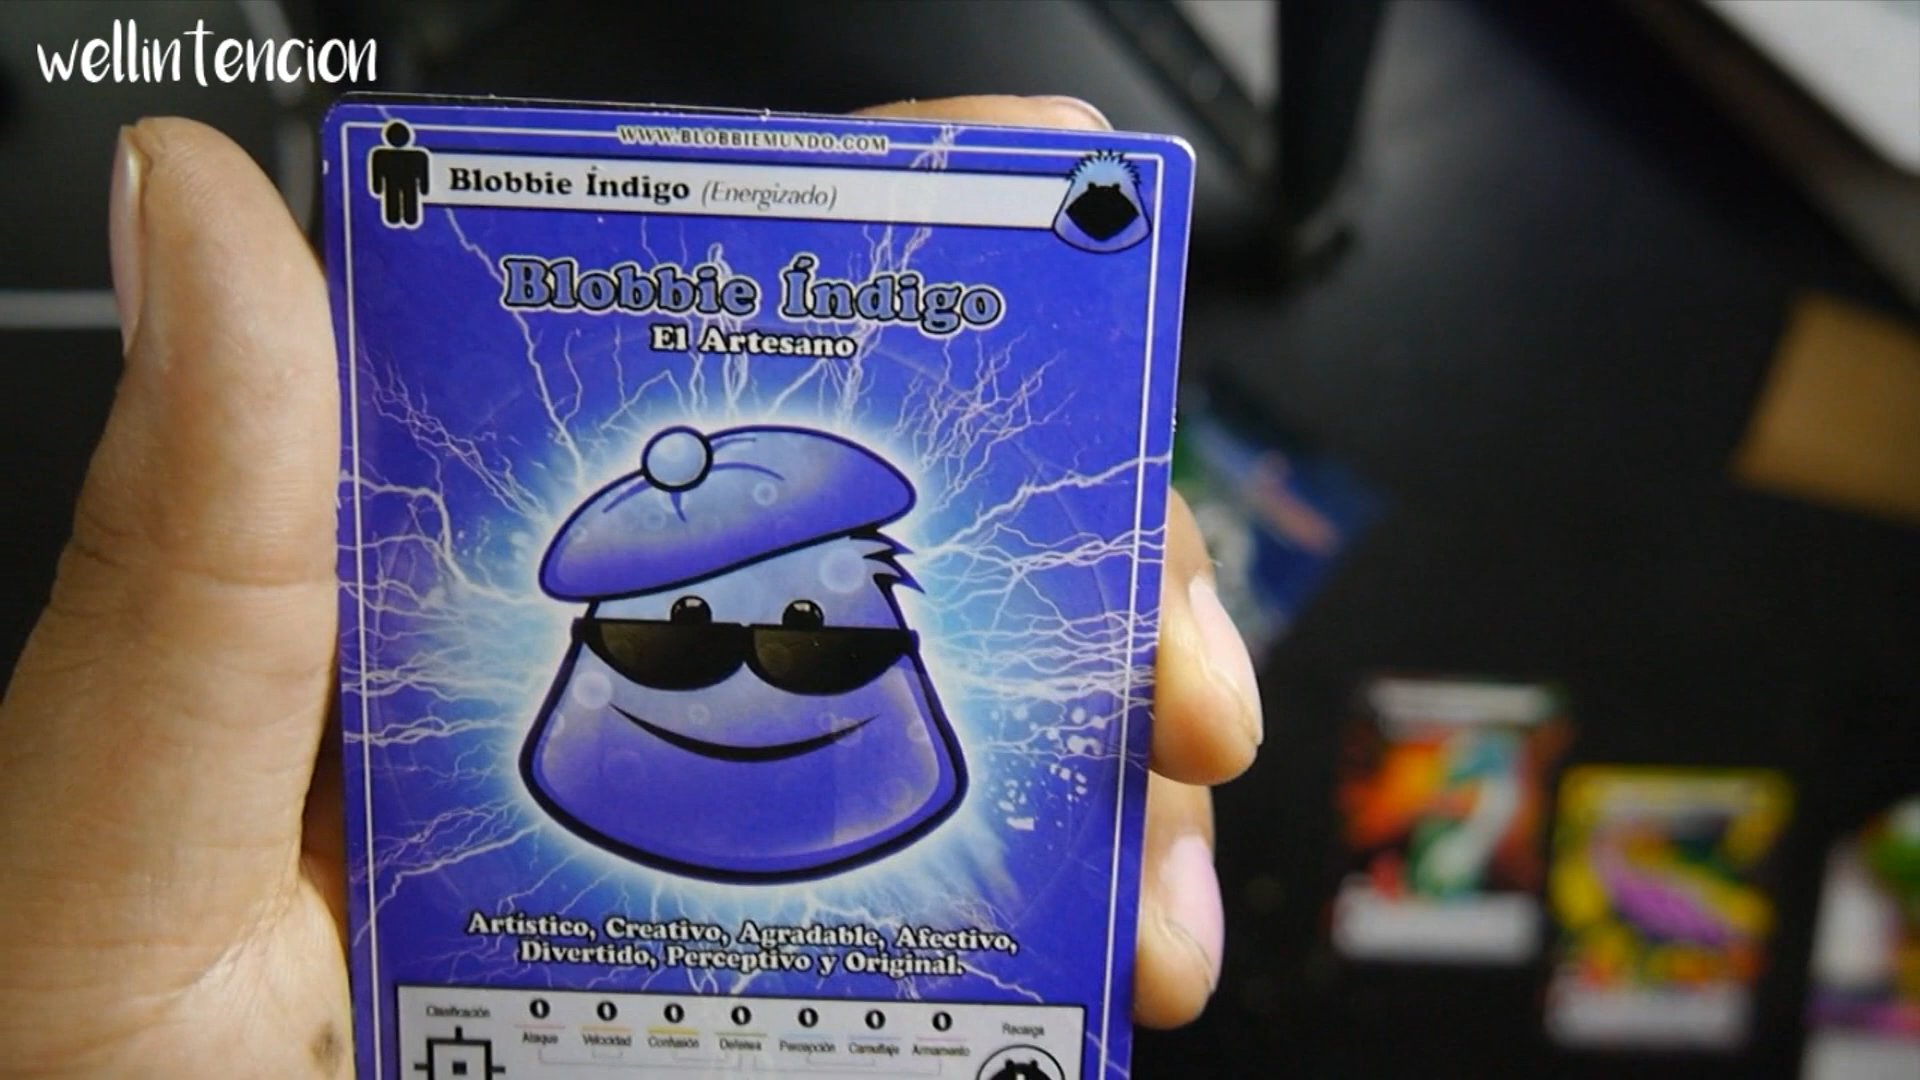 wellintencion
WWW.BLOBBIEMUNDO.COM
Blobbie Índigo (Energizado)
Blobbie Índigo
El Artesano
Artístico, Creativo, Agradable, Afectivo,
Divertido, Perceptivo y Original.
Clasificación 0 0 0 0 0 0 0 Recarga
Ataque Velocidad Confusión Defensa Percepción Camuflaje Armamento